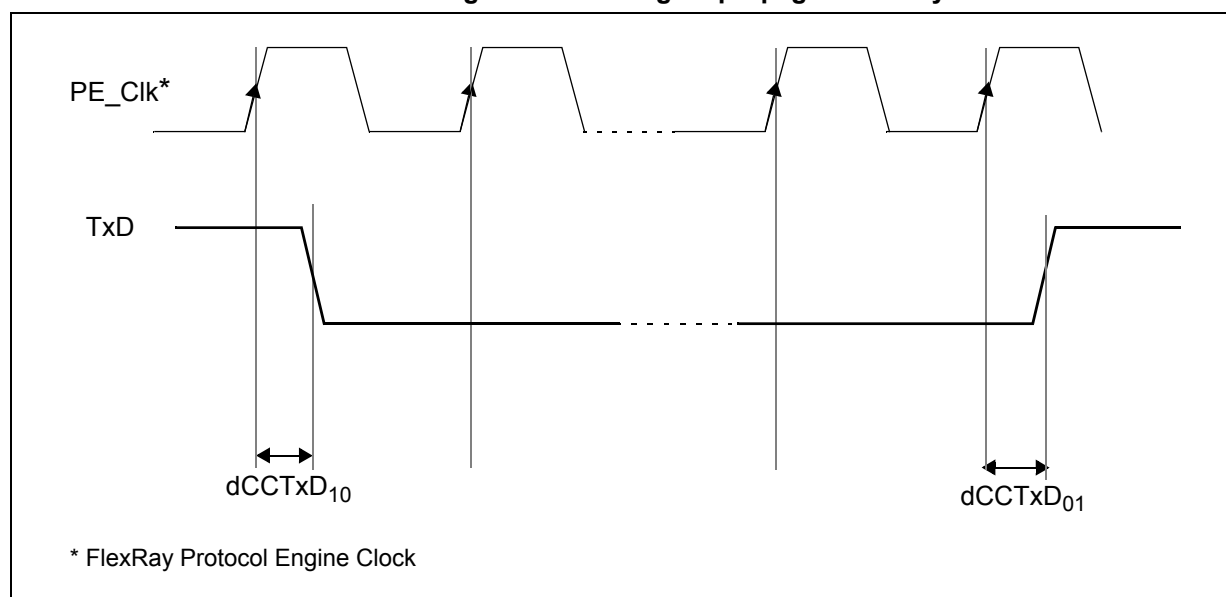 PE_Clk*
TxD
dCCTxD10
dCCTxD01
* FlexRay Protocol Engine Clock